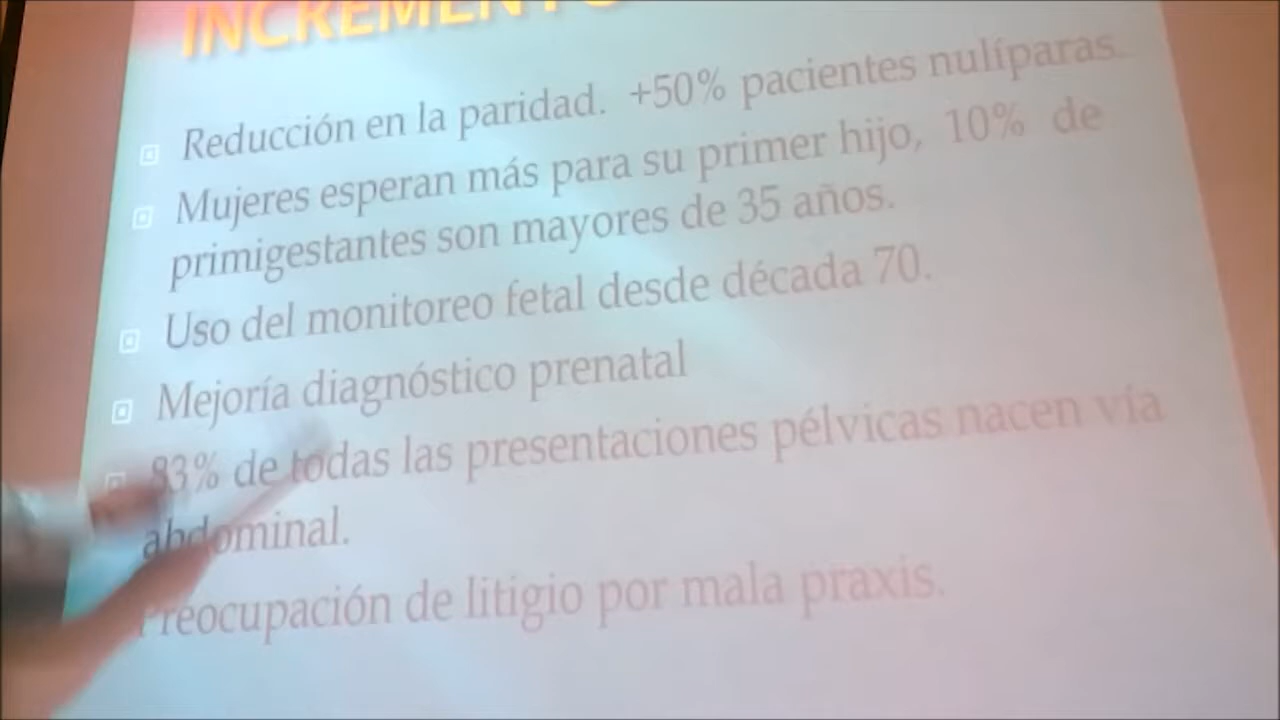 INCREMENTO
Reducción en la paridad. +50% pacientes nulíparas.
Mujeres esperan más para su primer hijo, 10% de
primigestantes son mayores de 35 años.
Uso del monitoreo fetal desde década 70.
Mejoría diagnóstico prenatal
83% de todas las presentaciones pélvicas nacen vía
abdominal.
Preocupación de litigio por mala praxis.